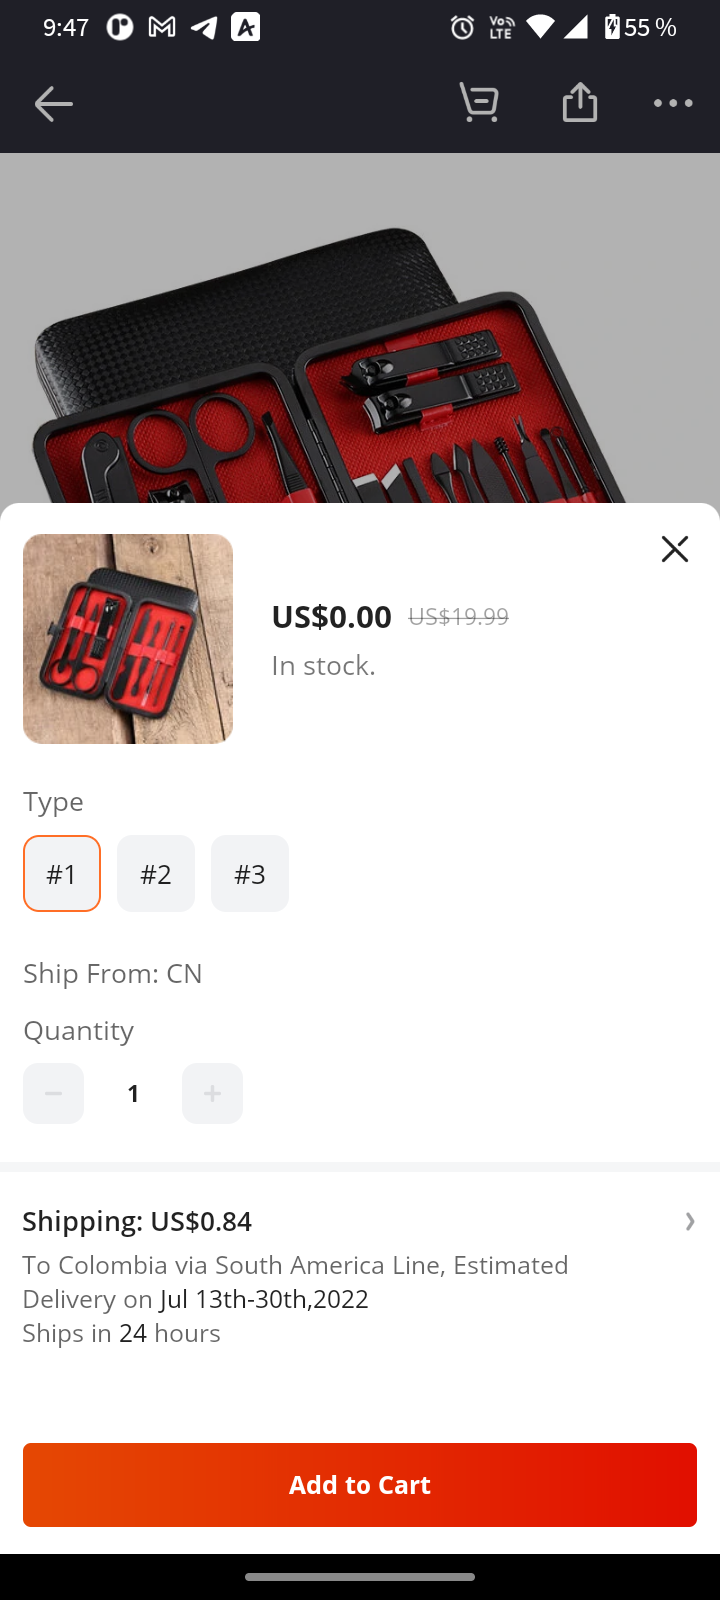 9:47
Vo)) LTE
55 %
US$0.00 US$19.99
In stock.
Type
#1 #2 #3
Ship From: CN
Quantity
1
Shipping: US$0.84
To Colombia via South America Line, Estimated
Delivery on Jul 13th-30th,2022
Ships in 24 hours
Add to Cart